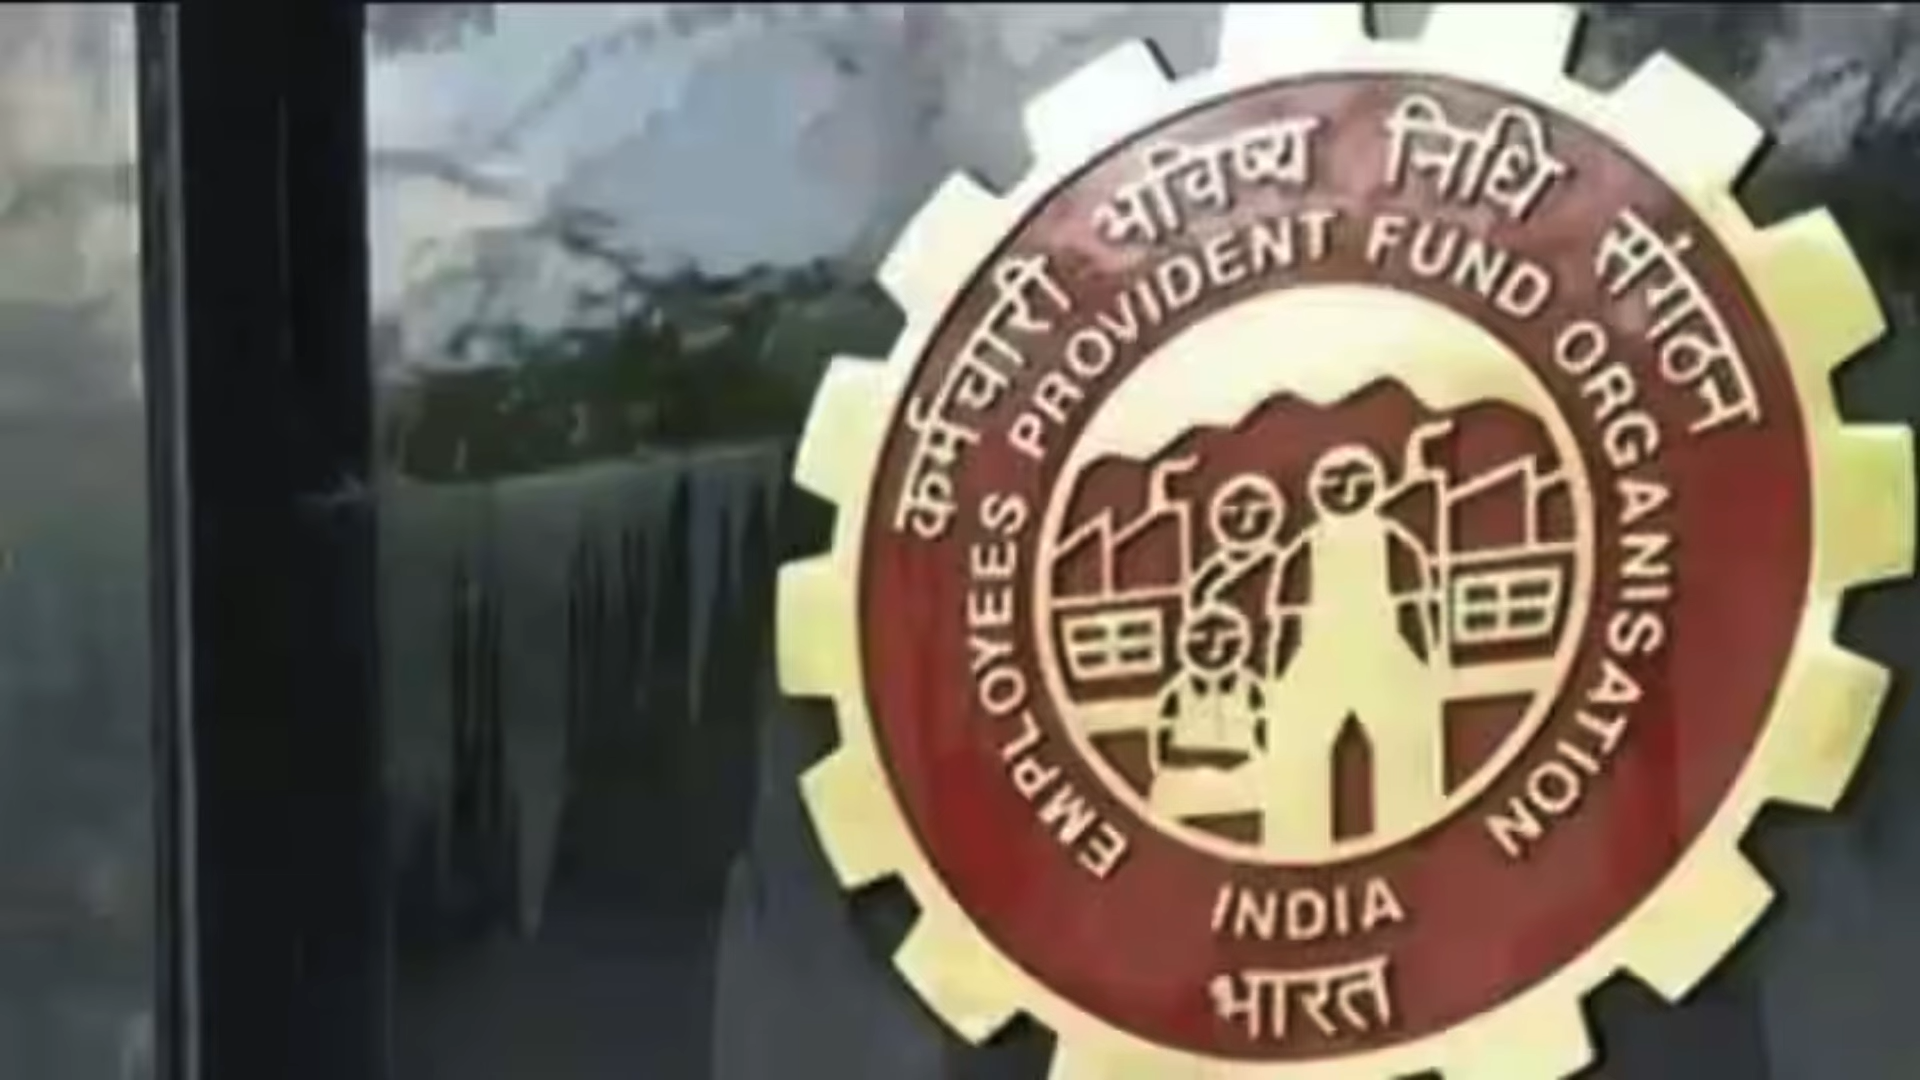 कर्मचारी भविष्य निधि संगठन
EMPLOYEES PROVIDENT FUND ORGANISATION
INDIA
भारत